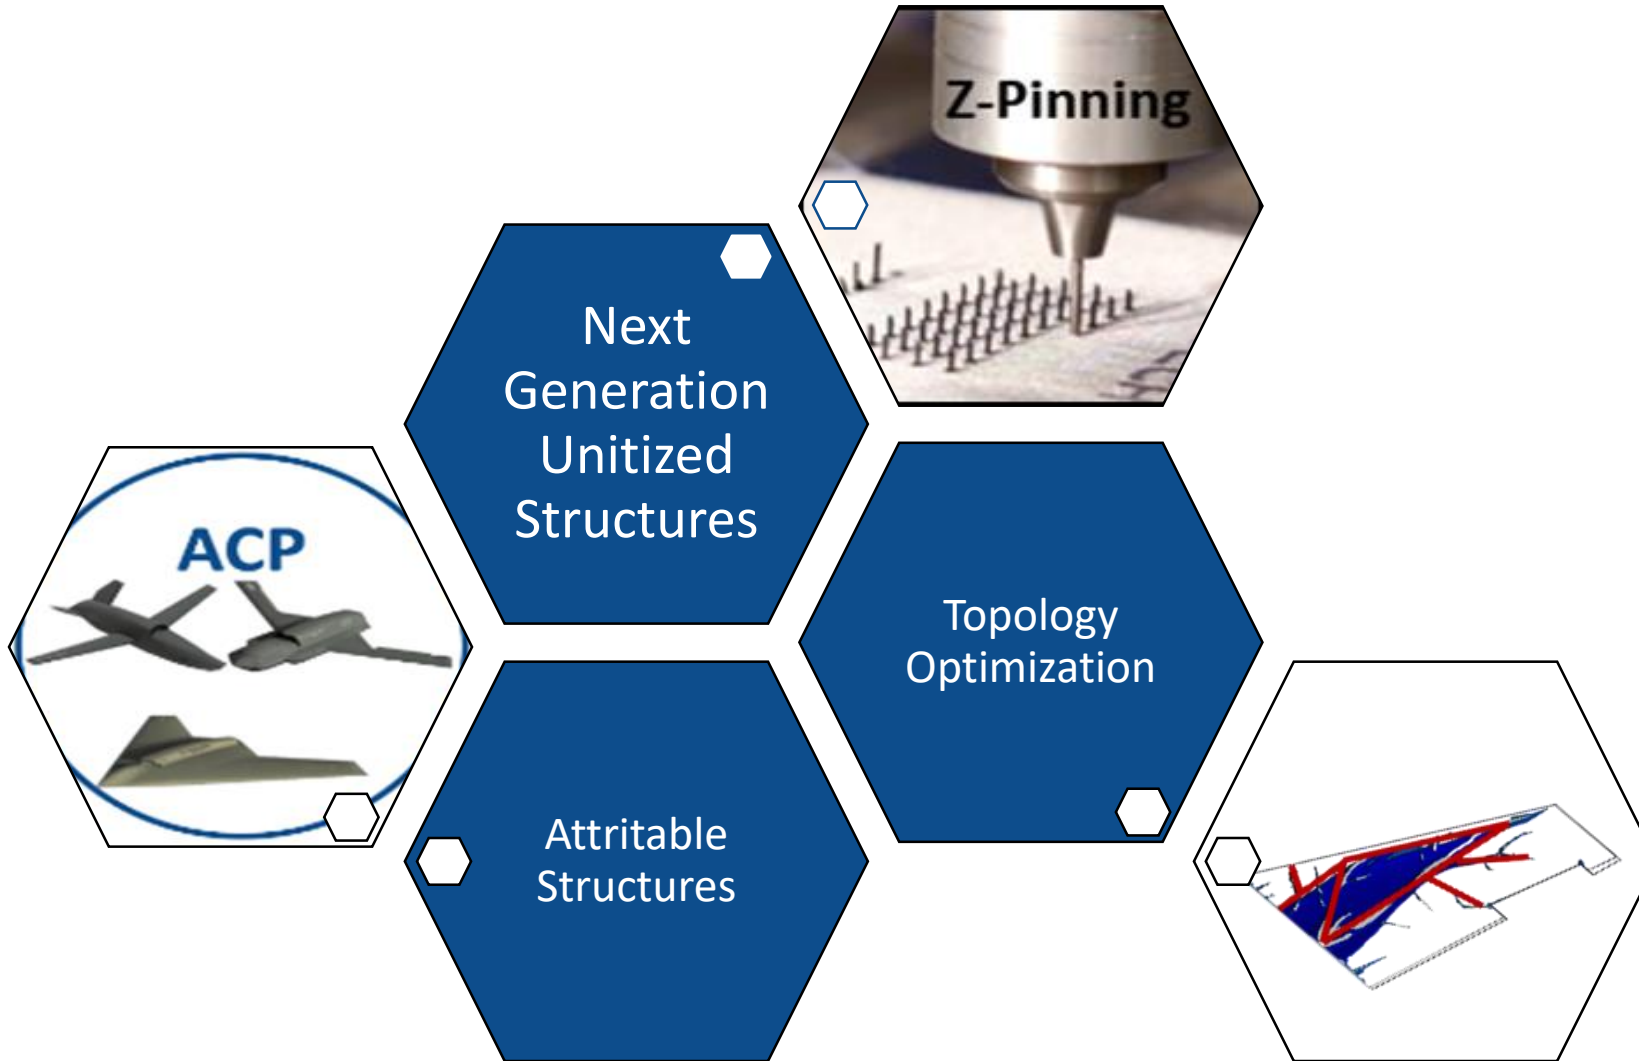 Z-Pinning
Next
Generation
Unitized
Structures
ACP
Topology
Optimization
Attritable
Structures